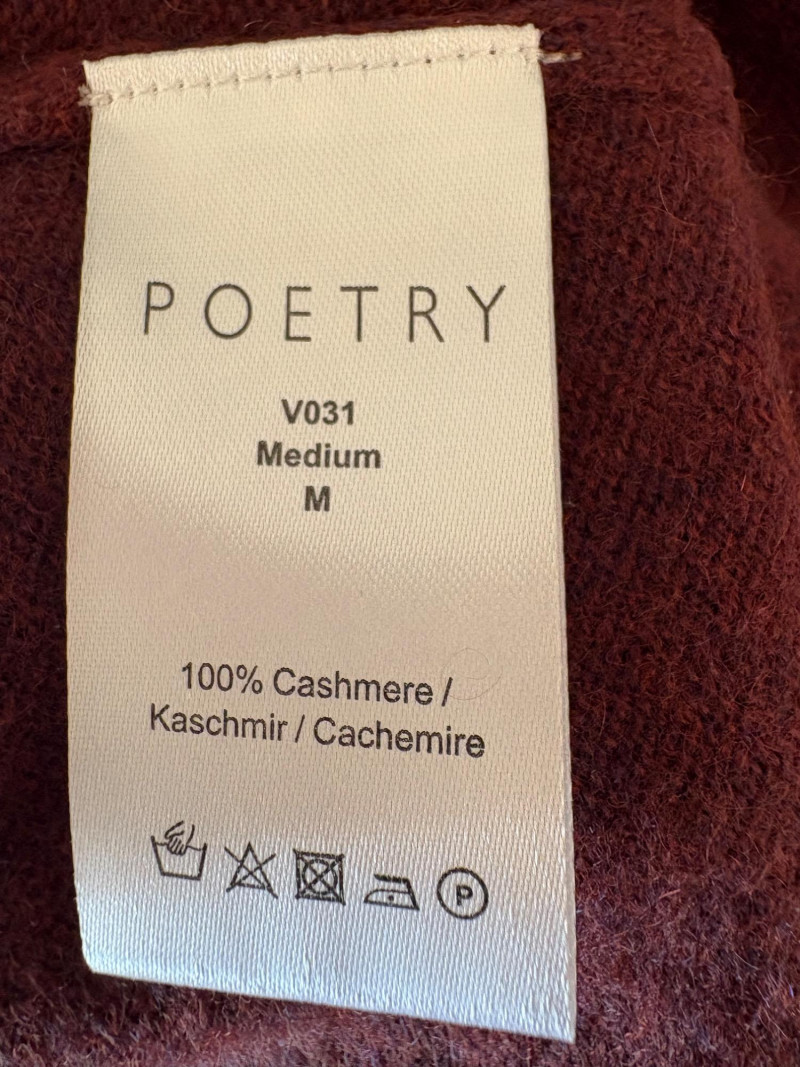 POETRY
V031
Medium
M
100% Cashmere /
Kaschmir / Cachemire
P